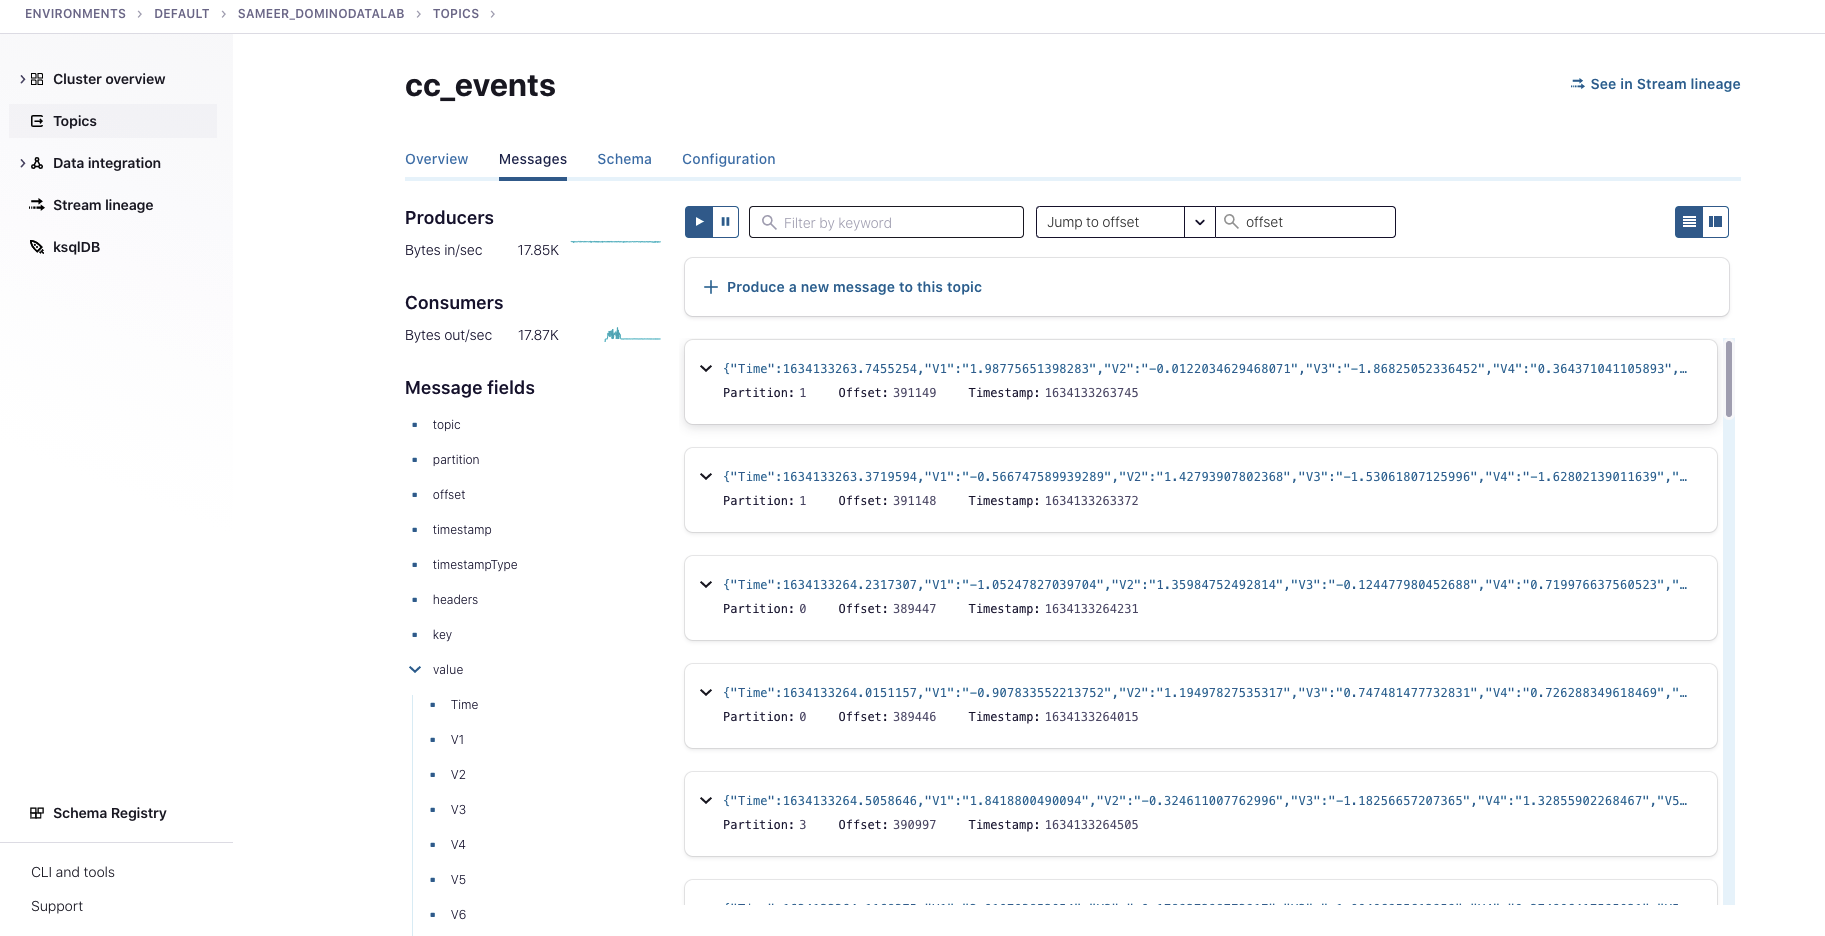 ENVIRONMENTS > DEFAULT > SAMEER_DOMINODATALAB > TOPICS >
Cluster overview
Topics
Data integration
Stream lineage
ksqlDB
Schema Registry
CLI and tools
Support
cc_events
See in Stream lineage
Overview Messages Schema Configuration
Producers
Bytes in/sec 17.85K
Consumers
Bytes out/sec 17.87K
Message fields
topic
partition
offset
timestamp
timestampType
headers
key
value
Time
V1
V2
V3
V4
V5
V6
Filter by keyword
Jump to offset
offset
Produce a new message to this topic
{"Time":1634133263.7455254,"V1":"1.98775651398283","V2":"-0.0122034629468071","V3":"-1.86825052336452","V4":"0.364371041105893",…
Partition: 1 Offset: 391149 Timestamp: 1634133263745
{"Time":1634133263.3719594,"V1":"-0.566747589939289","V2":"1.42793907802368","V3":"-1.53061807125996","V4":"-1.62802139011639","…
Partition: 1 Offset: 391148 Timestamp: 1634133263372
{"Time":1634133264.2317307,"V1":"-1.05247827039704","V2":"1.35984752492814","V3":"-0.124477980452688","V4":"0.719976637560523","…
Partition: 0 Offset: 389447 Timestamp: 1634133264231
{"Time":1634133264.0151157,"V1":"-0.907833552213752","V2":"1.19497827535317","V3":"0.747481477732831","V4":"0.726288349618469","…
Partition: 0 Offset: 389446 Timestamp: 1634133264015
{"Time":1634133264.5058646,"V1":"1.8418800490094","V2":"-0.324611007762996","V3":"-1.18256657207365","V4":"1.32855902268467","V5…
Partition: 3 Offset: 390997 Timestamp: 1634133264505